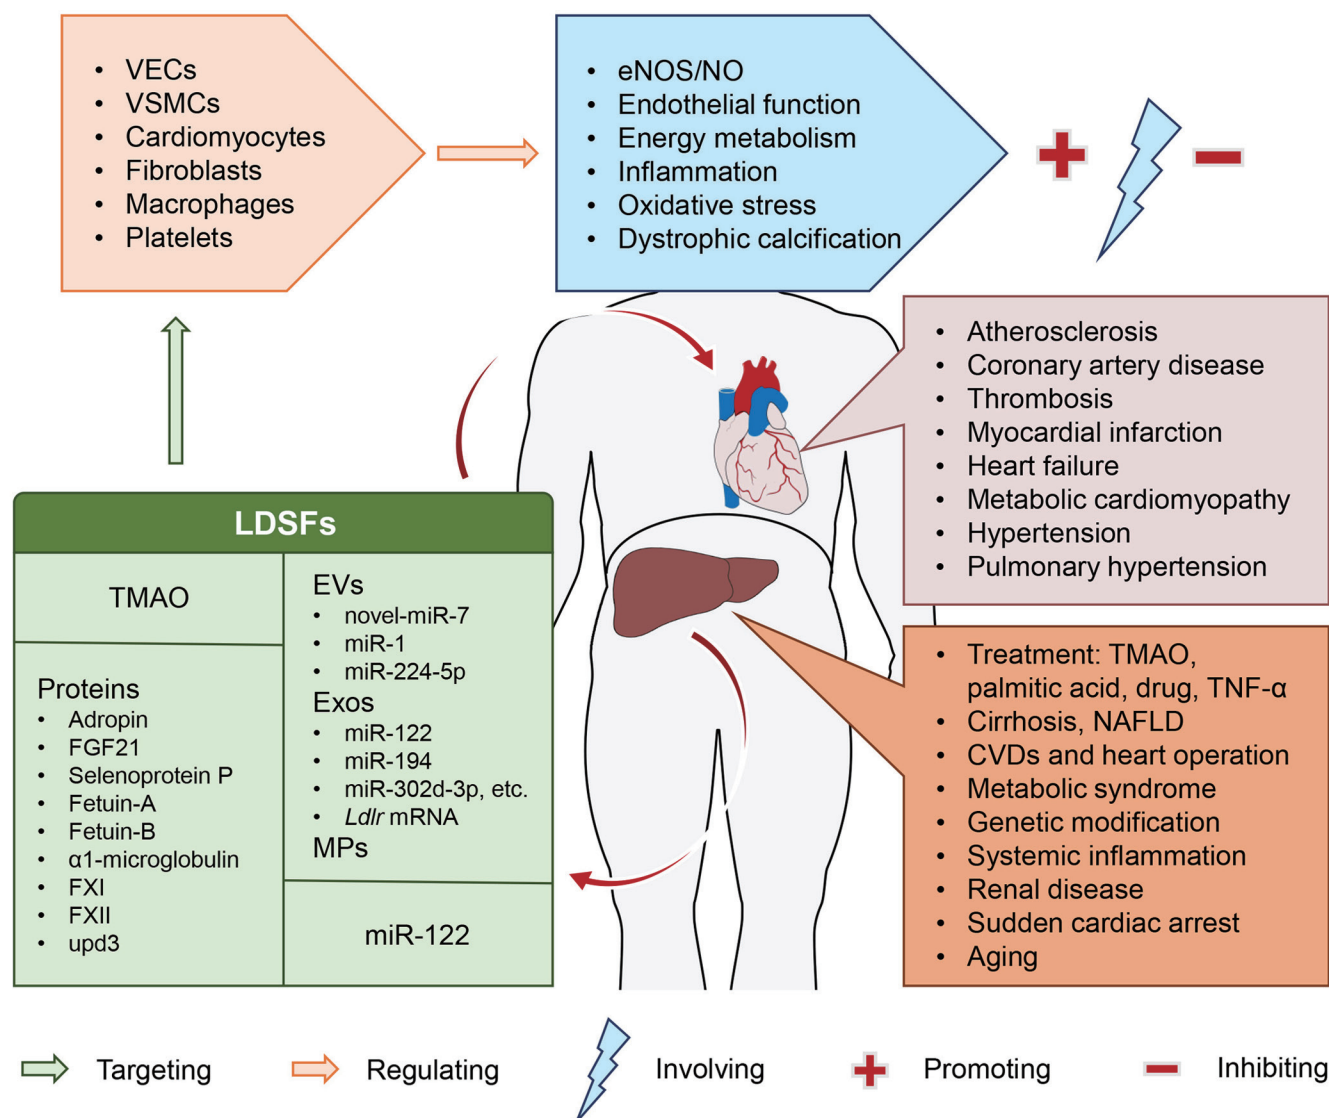 • VECs
• VSMCs
• Cardiomyocytes
• Fibroblasts
• Macrophages
• Platelets
• eNOS/NO
• Endothelial function
• Energy metabolism
• Inflammation
• Oxidative stress
• Dystrophic calcification
• Atherosclerosis
• Coronary artery disease
• Thrombosis
• Myocardial infarction
• Heart failure
• Metabolic cardiomyopathy
• Hypertension
• Pulmonary hypertension
LDSFs
TMAO
Proteins
• Adropin
• FGF21
• Selenoprotein P
• Fetuin-A
• Fetuin-B
• α1-microglobulin
• FXI
• FXII
• upd3
EVs
• novel-miR-7
• miR-1
• miR-224-5p
Exos
• miR-122
• miR-194
• miR-302d-3p, etc.
• Ldlr mRNA
MPs
miR-122
• Treatment: TMAO,
palmitic acid, drug, TNF-α
• Cirrhosis, NAFLD
• CVDs and heart operation
• Metabolic syndrome
• Genetic modification
• Systemic inflammation
• Renal disease
• Sudden cardiac arrest
• Aging
Targeting
Regulating
Involving
Promoting
Inhibiting